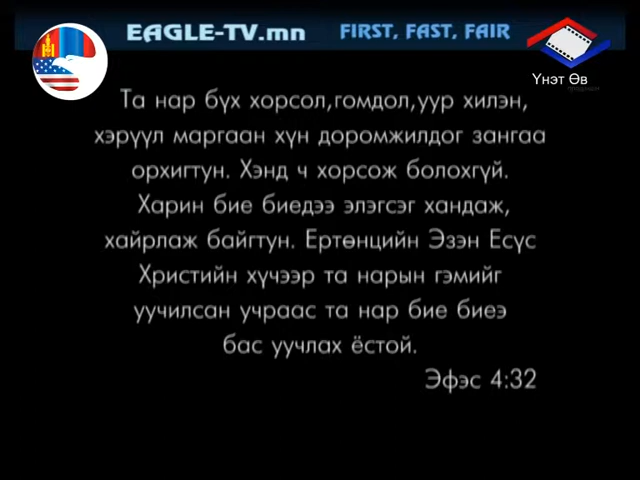 EAGLE-TV.mn FIRST, FAST, FAIR
Үнэт Өв
Та нар бүх хорсол,гомдол,уур хилэн,
хэрүүл маргаан хүн доромжилдог зангаа
орхигтун. Хэнд ч хорсож болохгүй.
Харин бие биедээ элэгсэг хандаж,
хайрлаж байгтун. Ертөнцийн Эзэн Есүс
Христийн хүчээр та нарын гэмийг
уучилсан учраас та нар бие биеэ
бас уучлах ёстой.
Эфэс 4:32